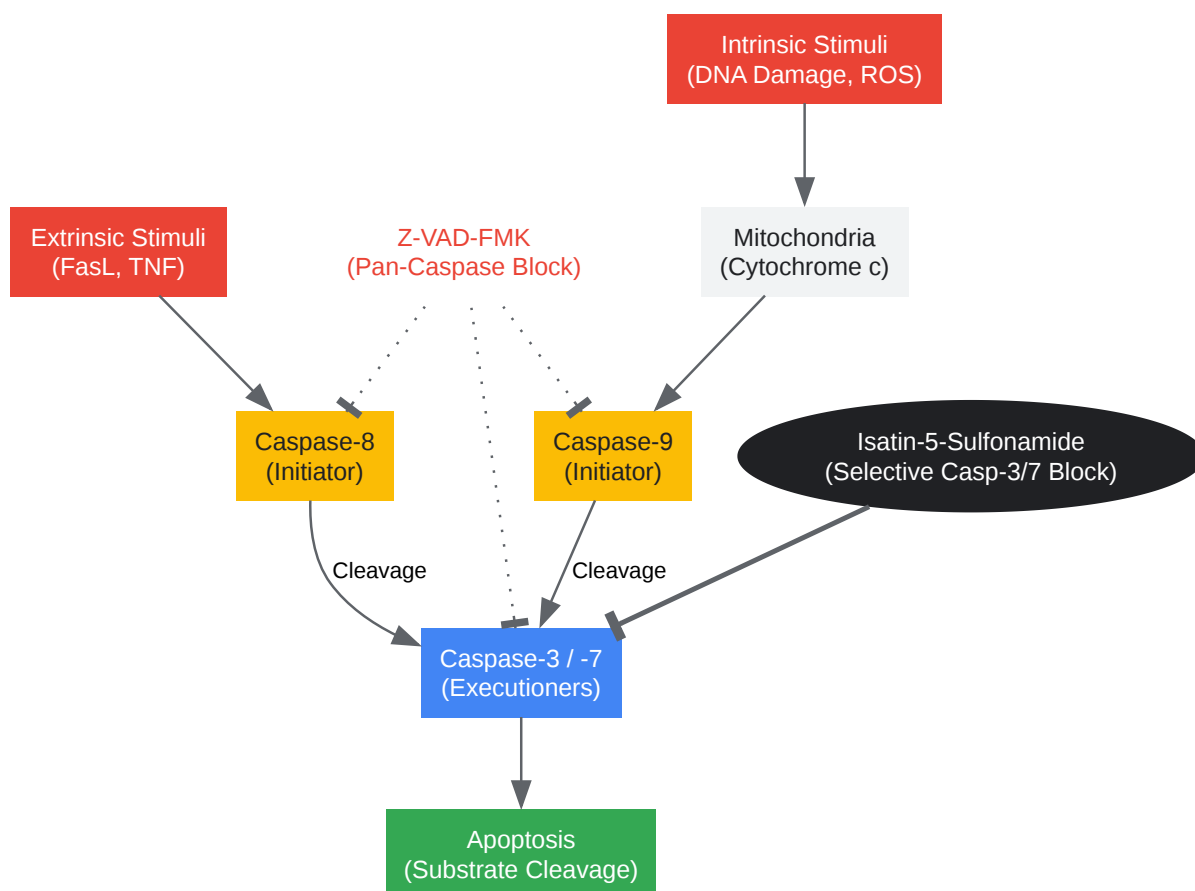 Intrinsic Stimuli
(DNA Damage, ROS)
Extrinsic Stimuli
(FasL, TNF)
Z-VAD-FMK
(Pan-Caspase Block)
Mitochondria
(Cytochrome c)
Caspase-8
(Initiator)
Caspase-9
(Initiator)
Isatin-5-Sulfonamide
(Selective Casp-3/7 Block)
Cleavage
Cleavage
Caspase-3 / -7
(Executioners)
Apoptosis
(Substrate Cleavage)